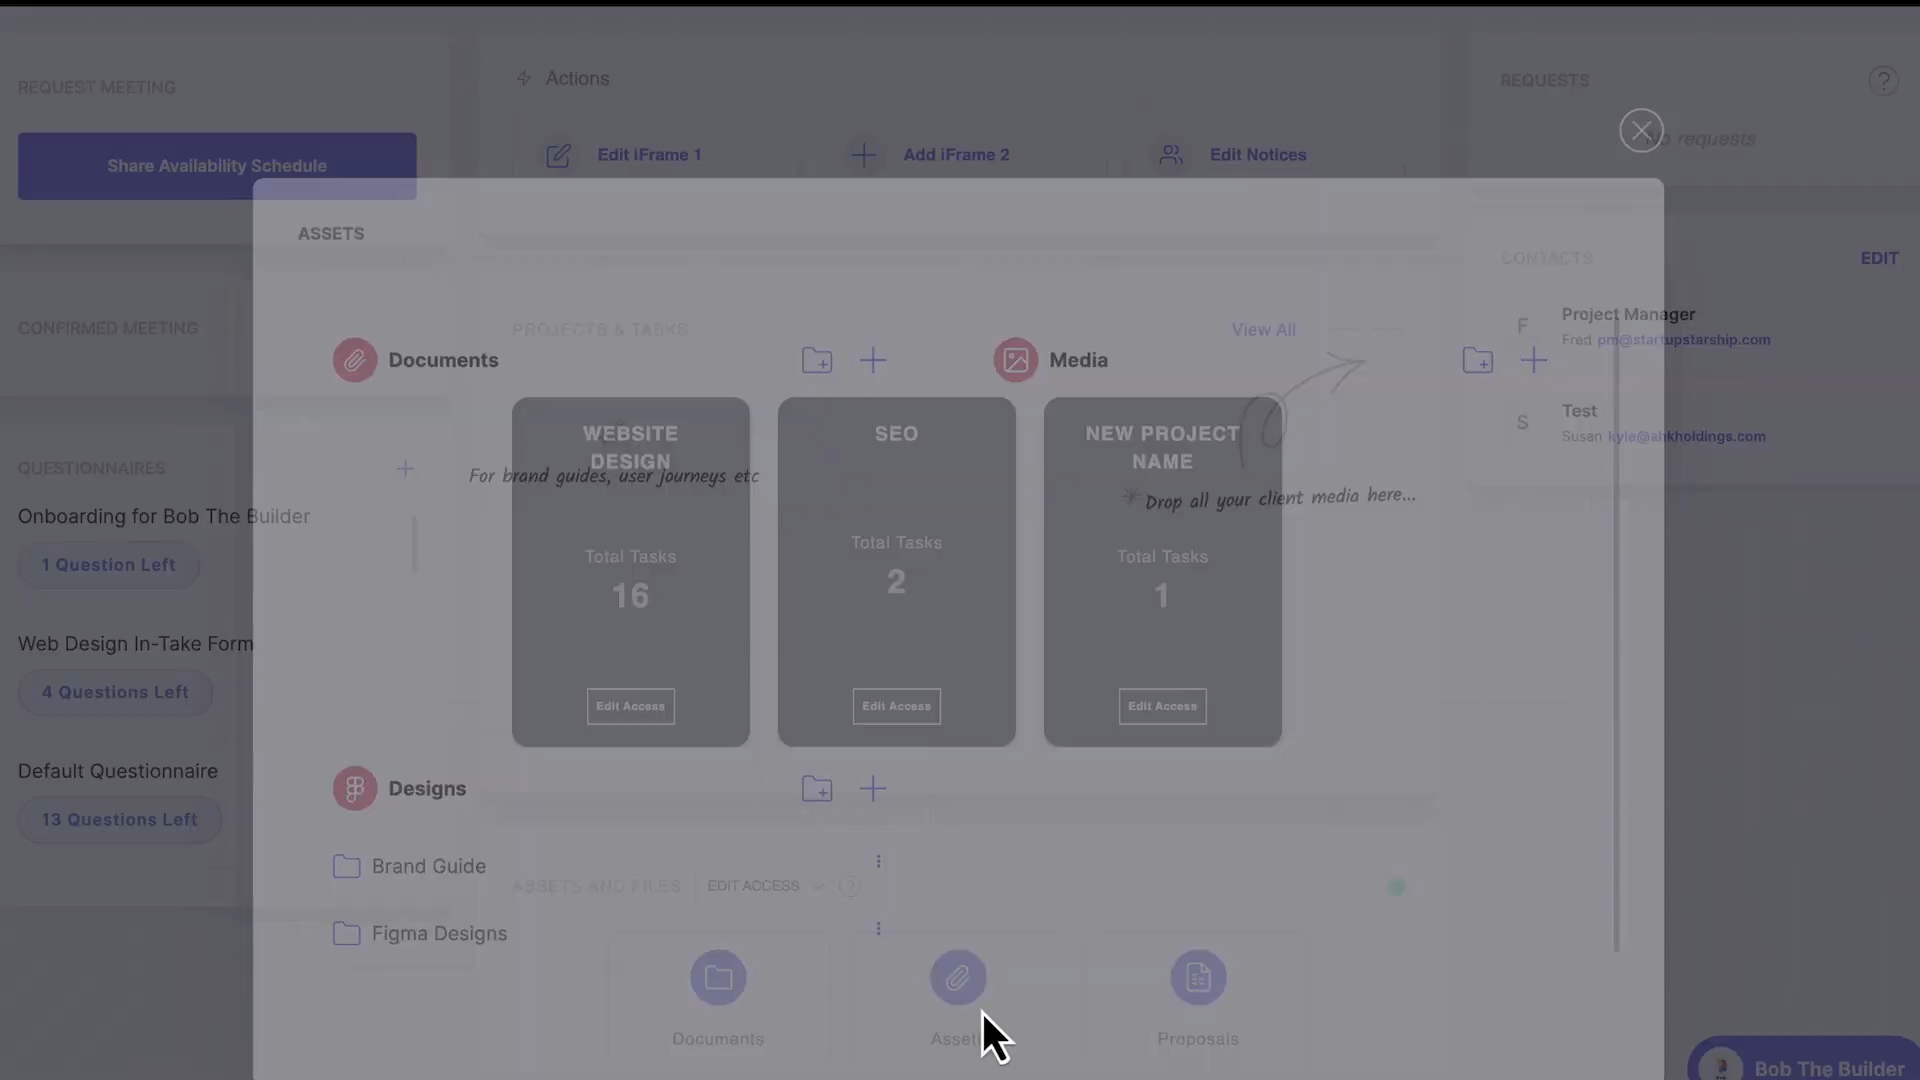 REQUEST MEETING
Share Availability Schedule
CONFIRMED MEETING
QUESTIONNAIRES
Onboarding for Bob The Builder
1 Question Left
Web Design In-Take Form
4 Questions Left
Default Questionnaire
13 Questions Left
Actions
Edit iFrame 1
Add iFrame 2
Edit Notices
REQUESTS
No requests
ASSETS
PROJECTS & TASKS
View All
Documents
Media
WEBSITE
DESIGN
For brand guides, user journeys etc
Total Tasks
16
Edit Access
SEO
Total Tasks
2
Edit Access
NEW PROJECT
NAME
Drop all your client media here...
Total Tasks
1
Edit Access
Designs
Brand Guide
Figma Designs
ASSETS AND FILES
EDIT ACCESS
Documents
Assets
Proposals
CONTACTS
EDIT
F
Project Manager
Fred pm@startupstarship.com
S
Test
Susan kyle@ahkholdings.com
Bob The Builder